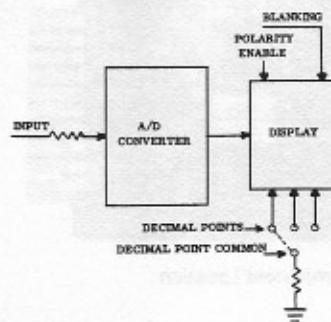 BLANKING
POLARITY
ENABLE
INPUT
A/D
CONVERTER
DISPLAY
DECIMAL POINTS
DECIMAL POINT COMMON